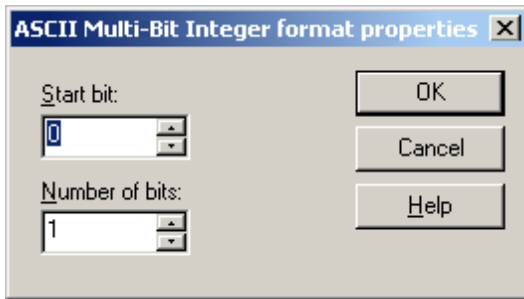 ASCII Multi-Bit Integer format properties
Start bit:
0
Number of bits:
1
OK
Cancel
Help